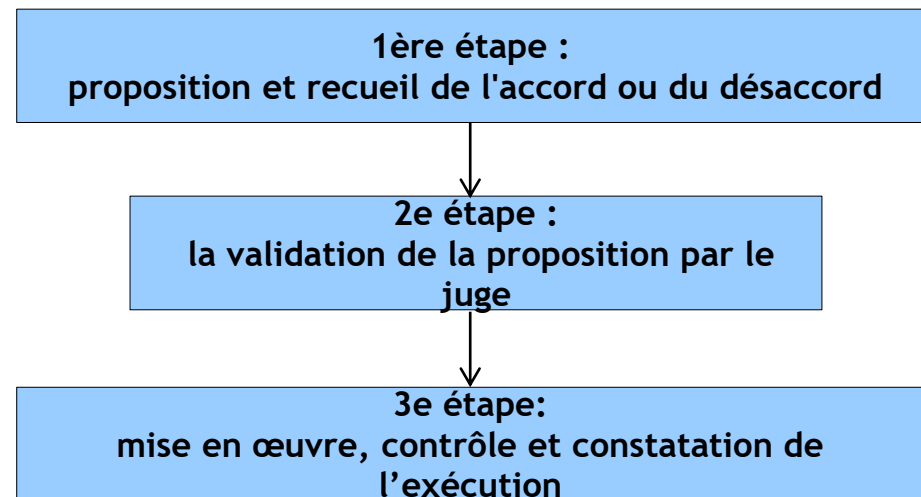 1ère étape :
proposition et recueil de l'accord ou du désaccord
2e étape :
la validation de la proposition par le
juge
3e étape:
mise en œuvre, contrôle et constatation de
l’exécution